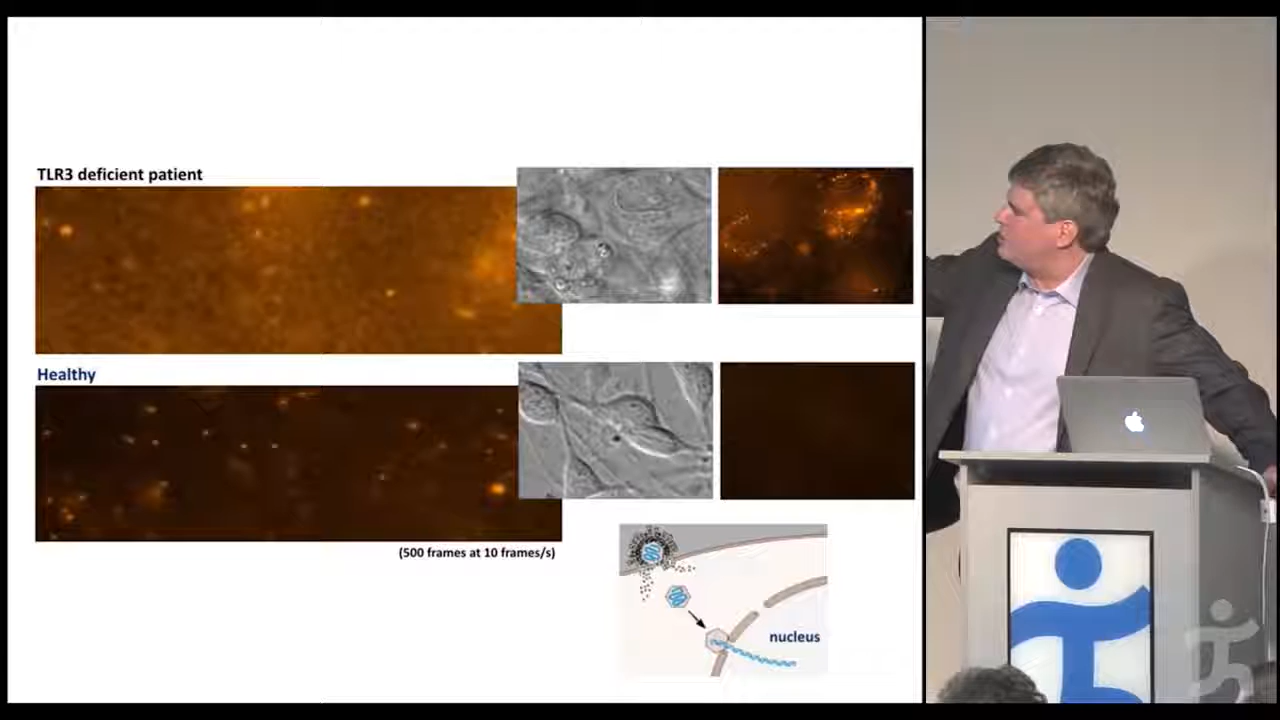 TLR3 deficient patient
Healthy
(500 frames at 10 frames/s)
nucleus